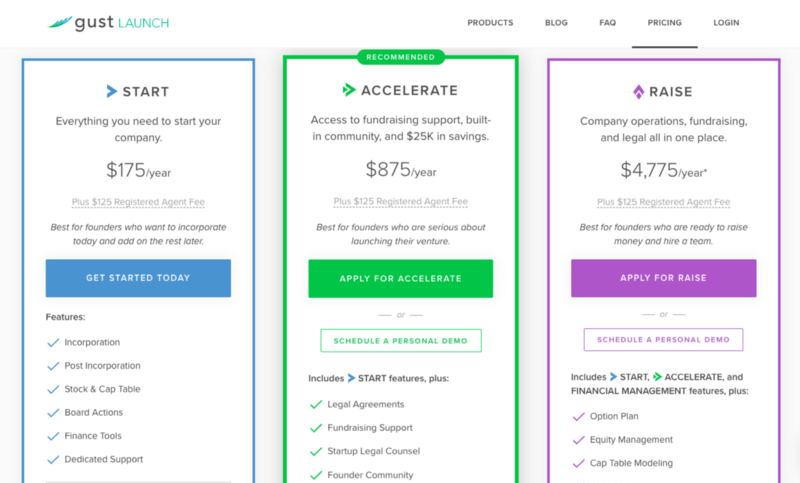 gust LAUNCH
PRODUCTS
BLOG
FAQ
PRICING
LOGIN
START
Everything you need to start your
company.
$175/year
Plus $125 Registered Agent Fee
Best for founders who want to incorporate
today and add on the rest later.
GET STARTED TODAY
Features:
Incorporation
Post Incorporation
Stock & Cap Table
Board Actions
Finance Tools
Dedicated Support
RECOMMENDED
ACCELERATE
Access to fundraising support, built-
in community, and $25K in savings.
$875/year
Plus $125 Registered Agent Fee
Best for founders who are serious about
launching their venture.
APPLY FOR ACCELERATE
or
SCHEDULE A PERSONAL DEMO
Includes START features, plus:
Legal Agreements
Fundraising Support
Startup Legal Counsel
Founder Community
RAISE
Company operations, fundraising,
and legal all in one place.
$4,775/year*
Plus $125 Registered Agent Fee
Best for founders who are ready to raise
money and hire a team.
APPLY FOR RAISE
or
SCHEDULE A PERSONAL DEMO
Includes START, ACCELERATE, and
FINANCIAL MANAGEMENT features, plus:
Option Plan
Equity Management
Cap Table Modeling